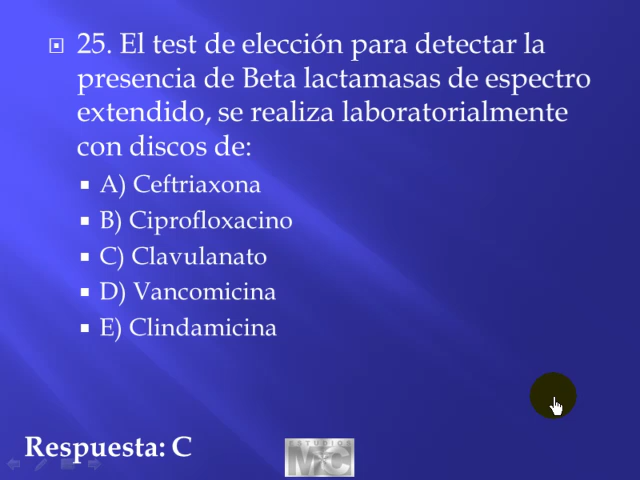 25. El test de elección para detectar la
presencia de Beta lactamasas de espectro
extendido, se realiza laboratorialmente
con discos de:
A) Ceftriaxona
B) Ciprofloxacino
C) Clavulanato
D) Vancomicina
E) Clindamicina
Respuesta: C
ESTUDIOS
M C